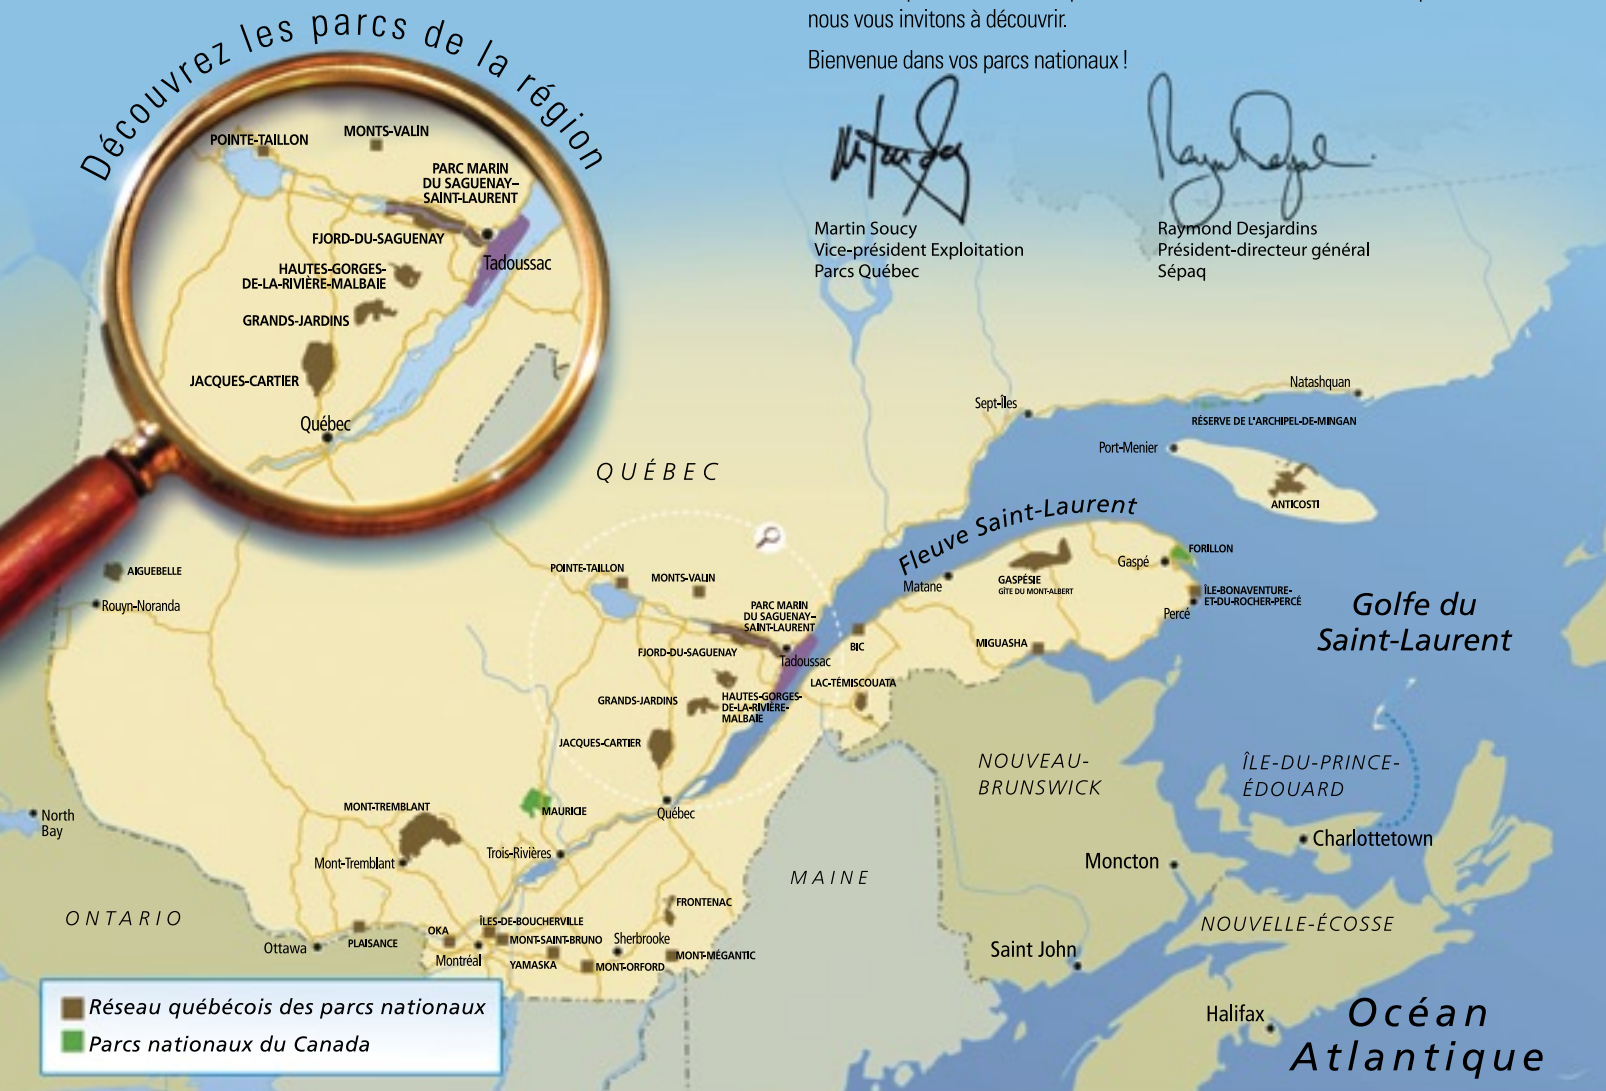 nous vous invitons à découvrir.
Bienvenue dans vos parcs nationaux !
Martin Soucy
Vice-président Exploitation
Parcs Québec
Raymond Desjardins
Président-directeur général
Sépaq
Découvrez les parcs de la région
POINTE-TAILLON
MONTS-VALIN
PARC MARIN
DU SAGUENAY–
SAINT-LAURENT
FJORD-DU-SAGUENAY
Tadoussac
HAUTES-GORGES-
DE-LA-RIVIÈRE-MALBAIE
GRANDS-JARDINS
JACQUES-CARTIER
Québec
Natashquan
Sept-Îles
RÉSERVE DE L'ARCHIPEL-DE-MINGAN
Port-Menier
QUÉBEC
ANTICOSTI
Fleuve Saint-Laurent
FORILLON
Gaspé
AIGUEBELLE
Rouyn-Noranda
POINTE-TAILLON
MONTS-VALIN
Matane
GASPÉSIE
GÎTE DU MONT-ALBERT
ÎLE-BONAVENTURE-
ET-DU-ROCHER-PERCÉ
Percé
Golfe du
Saint-Laurent
PARC MARIN
DU SAGUENAY–
SAINT-LAURENT
BIC
MIGUASHA
FJORD-DU-SAGUENAY
Tadoussac
LAC-TÉMISCOUATA
GRANDS-JARDINS
HAUTES-GORGES-
DE-LA-RIVIÈRE-
MALBAIE
JACQUES-CARTIER
NOUVEAU-
BRUNSWICK
ÎLE-DU-PRINCE-
ÉDOUARD
North
Bay
MONT-TREMBLANT
MAURICIE
Québec
Charlottetown
Mont-Tremblant
Trois-Rivières
Moncton
MAINE
ONTARIO
FRONTENAC
NOUVELLE-ÉCOSSE
Ottawa
PLAISANCE
OKA
ÎLES-DE-BOUCHERVILLE
MONT-SAINT-BRUNO
Sherbrooke
Montréal
YAMASKA
MONT-ORFORD
MONT-MÉGANTIC
Saint John
Halifax
Océan
Atlantique
Réseau québécois des parcs nationaux
Parcs nationaux du Canada